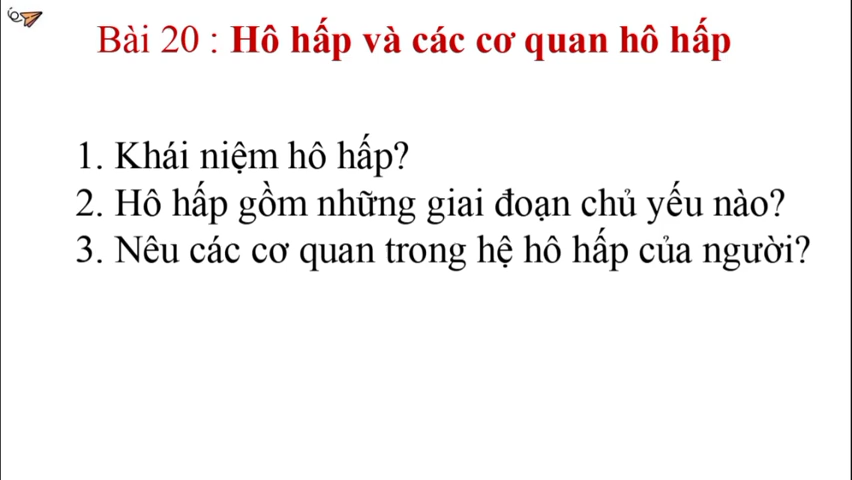 Bài 20 : Hô hấp và các cơ quan hô hấp
1. Khái niệm hô hấp?
2. Hô hấp gồm những giai đoạn chủ yếu nào?
3. Nêu các cơ quan trong hệ hô hấp của người?